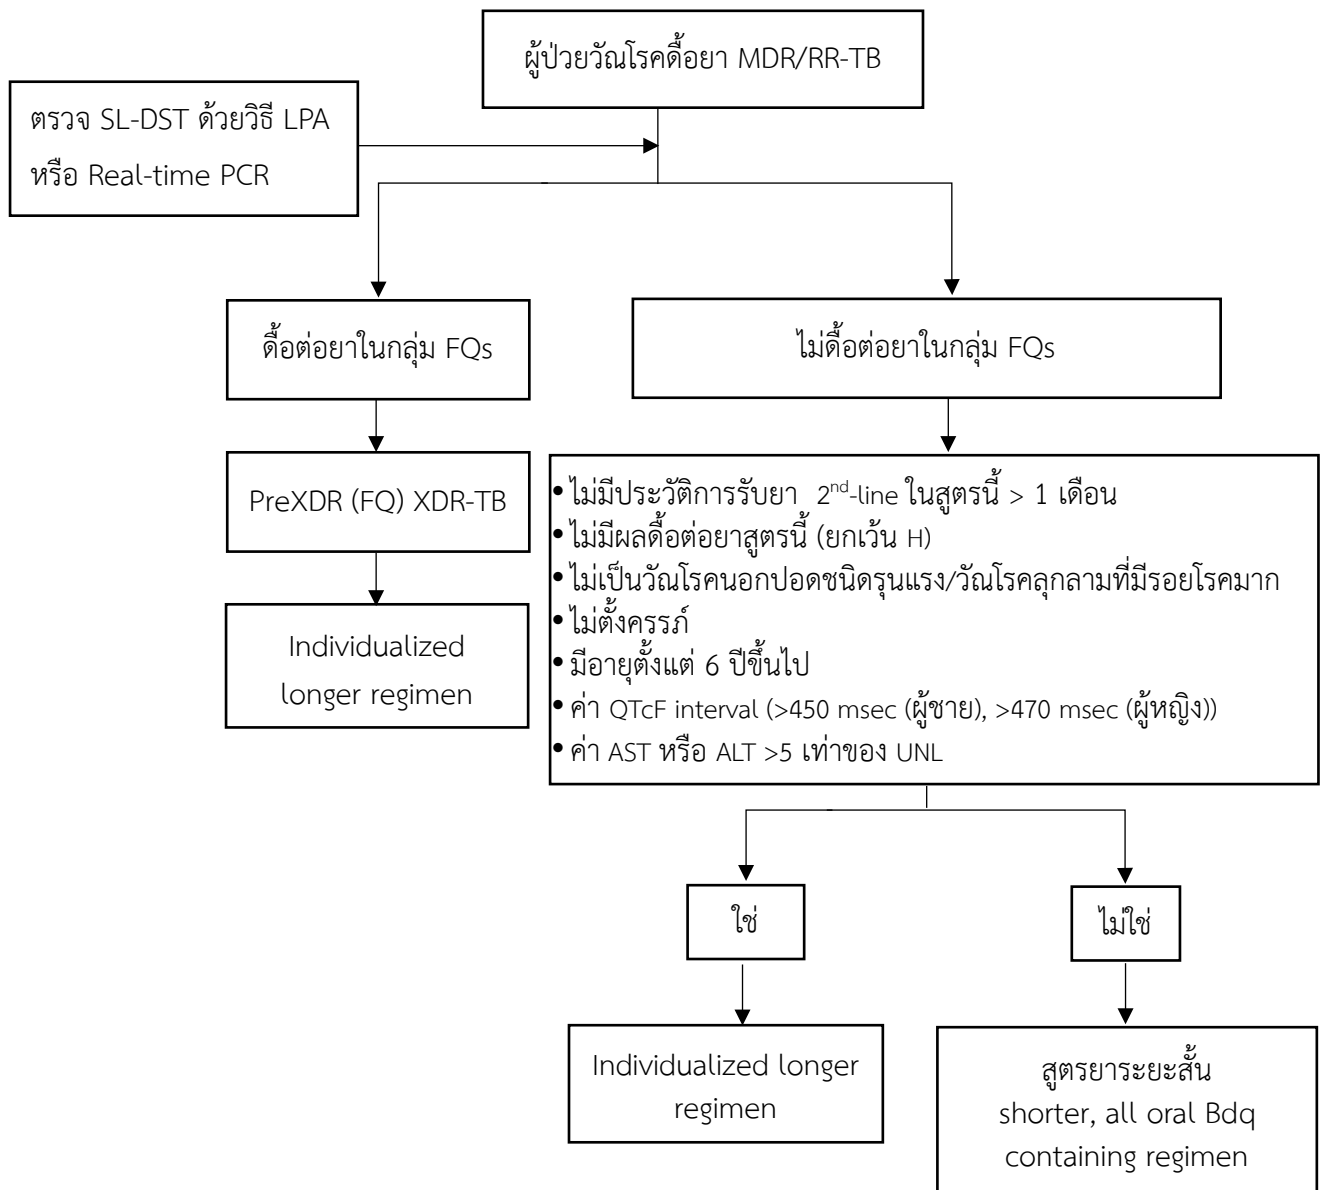 ผู้ป่วยวัณโรคดื้อยา MDR/RR-TB
ตรวจ SL-DST ด้วยวิธี LPA
หรือ Real-time PCR
ดื้อต่อยาในกลุ่ม FQs
ไม่ดื้อต่อยาในกลุ่ม FQs
PreXDR (FQ) XDR-TB
Individualized
longer regimen
• ไม่มีประวัติการรับยา 2nd-line ในสูตรนี้ > 1 เดือน
• ไม่มีผลดื้อต่อยาสูตรนี้ (ยกเว้น H)
• ไม่เป็นวัณโรคนอกปอดชนิดรุนแรง/วัณโรคลุกลามที่มีรอยโรคมาก
• ไม่ตั้งครรภ์
• มีอายุตั้งแต่ 6 ปีขึ้นไป
• ค่า QTcF interval (>450 msec (ผู้ชาย), >470 msec (ผู้หญิง))
• ค่า AST หรือ ALT >5 เท่าของ UNL
ใช่
ไม่ใช่
Individualized longer
regimen
สูตรยาระยะสั้น
shorter, all oral Bdq
containing regimen